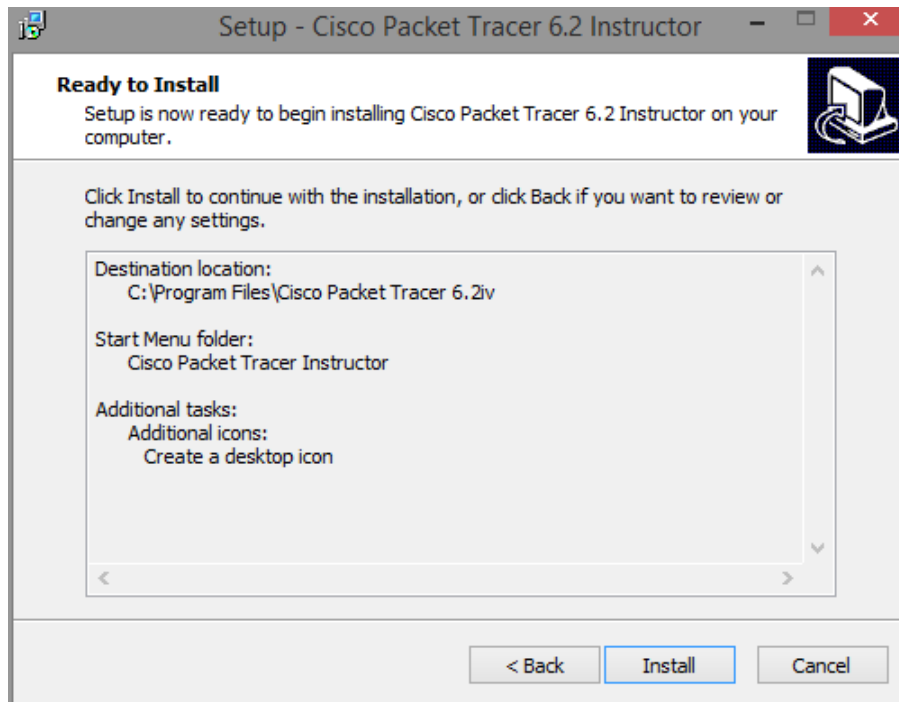 Setup - Cisco Packet Tracer 6.2 Instructor
Ready to Install
Setup is now ready to begin installing Cisco Packet Tracer 6.2 Instructor on your
computer.
Click Install to continue with the installation, or click Back if you want to review or
change any settings.
Destination location:
C:\Program Files\Cisco Packet Tracer 6.2iv
Start Menu folder:
Cisco Packet Tracer Instructor
Additional tasks:
Additional icons:
Create a desktop icon
< Back
Install
Cancel